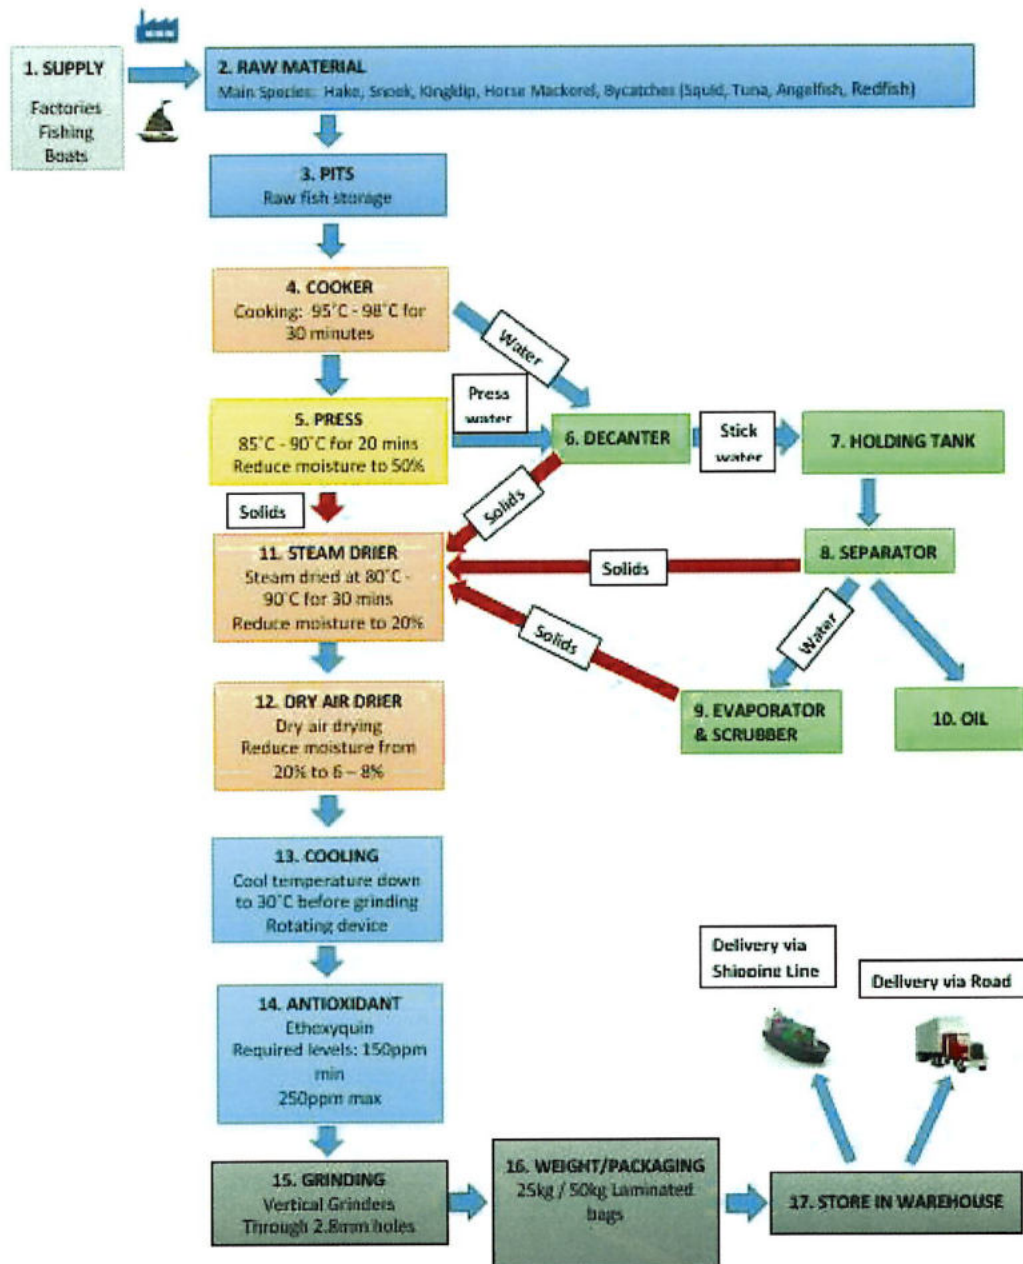 1. SUPPLY
Factories
Fishing
Boats
2. RAW MATERIAL
Main Species: Hake, Snoek, Kingklip, Horse Mackerel, Bycatches (Squid, Tuna, Angelfish, Redfish)
3. PITS
Raw fish storage
4. COOKER
Cooking: 95°C - 98°C for
30 minutes
Water
5. PRESS
85°C - 90°C for 20 mins
Reduce moisture to 50%
Press
water
6. DECANTER
Stick
water
7. HOLDING TANK
Solids
Solids
8. SEPARATOR
Solids
Water
Solids
9. EVAPORATOR
& SCRUBBER
10. OIL
11. STEAM DRIER
Steam dried at 80°C -
90°C for 30 mins
Reduce moisture to 20%
12. DRY AIR DRIER
Dry air drying
Reduce moisture from
20% to 6 – 8%
13. COOLING
Cool temperature down
to 30°C before grinding
Rotating device
14. ANTIOXIDANT
Ethoxyquin
Required levels: 150ppm
min
250ppm max
15. GRINDING
Vertical Grinders
Through 2.8mm holes
16. WEIGHT/PACKAGING
25kg / 50kg Laminated
bags
17. STORE IN WAREHOUSE
Delivery via
Shipping Line
Delivery via Road